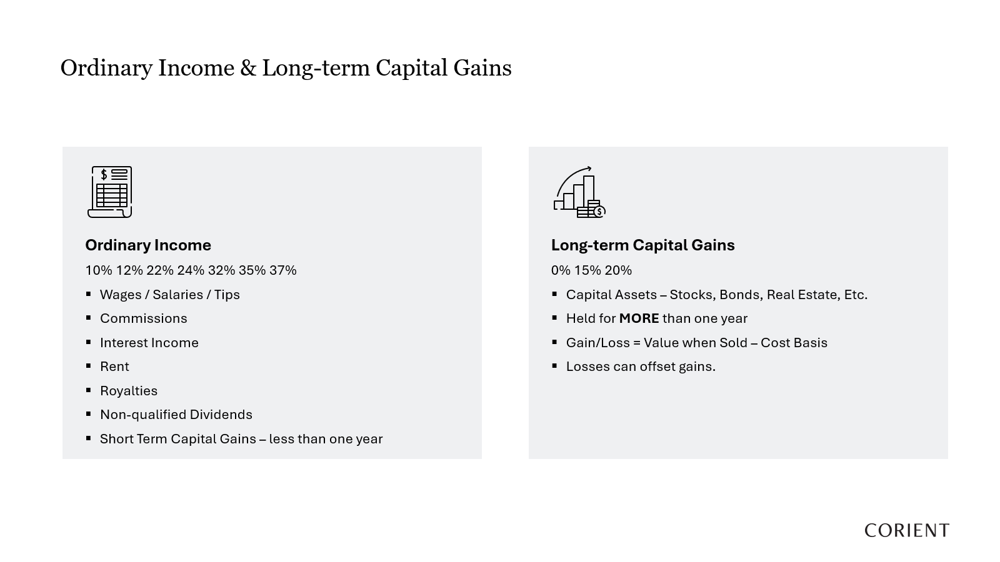 Ordinary Income & Long-term Capital Gains
$
Ordinary Income
10% 12% 22% 24% 32% 35% 37%
▪ Wages / Salaries / Tips
▪ Commissions
▪ Interest Income
▪ Rent
▪ Royalties
▪ Non-qualified Dividends
▪ Short Term Capital Gains – less than one year
$
Long-term Capital Gains
0% 15% 20%
▪ Capital Assets – Stocks, Bonds, Real Estate, Etc.
▪ Held for MORE than one year
▪ Gain/Loss = Value when Sold – Cost Basis
▪ Losses can offset gains.
CORIENT